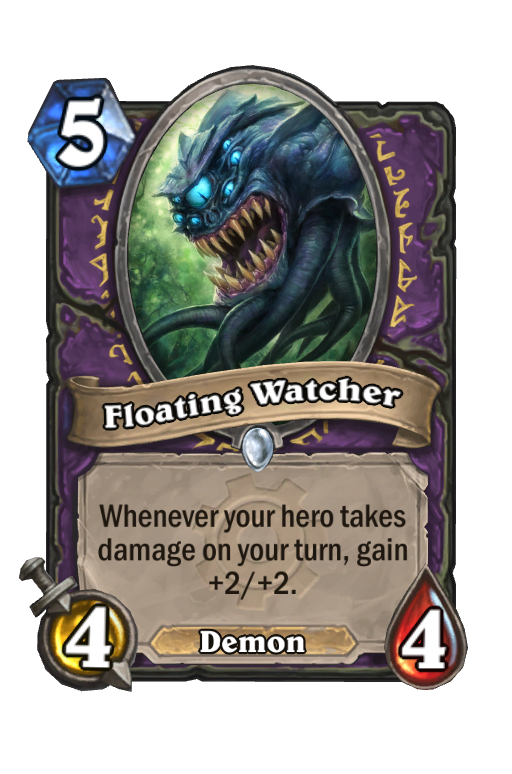 5
Floating Watcher
Whenever your hero takes
damage on your turn, gain
+2/+2.
4
Demon
4